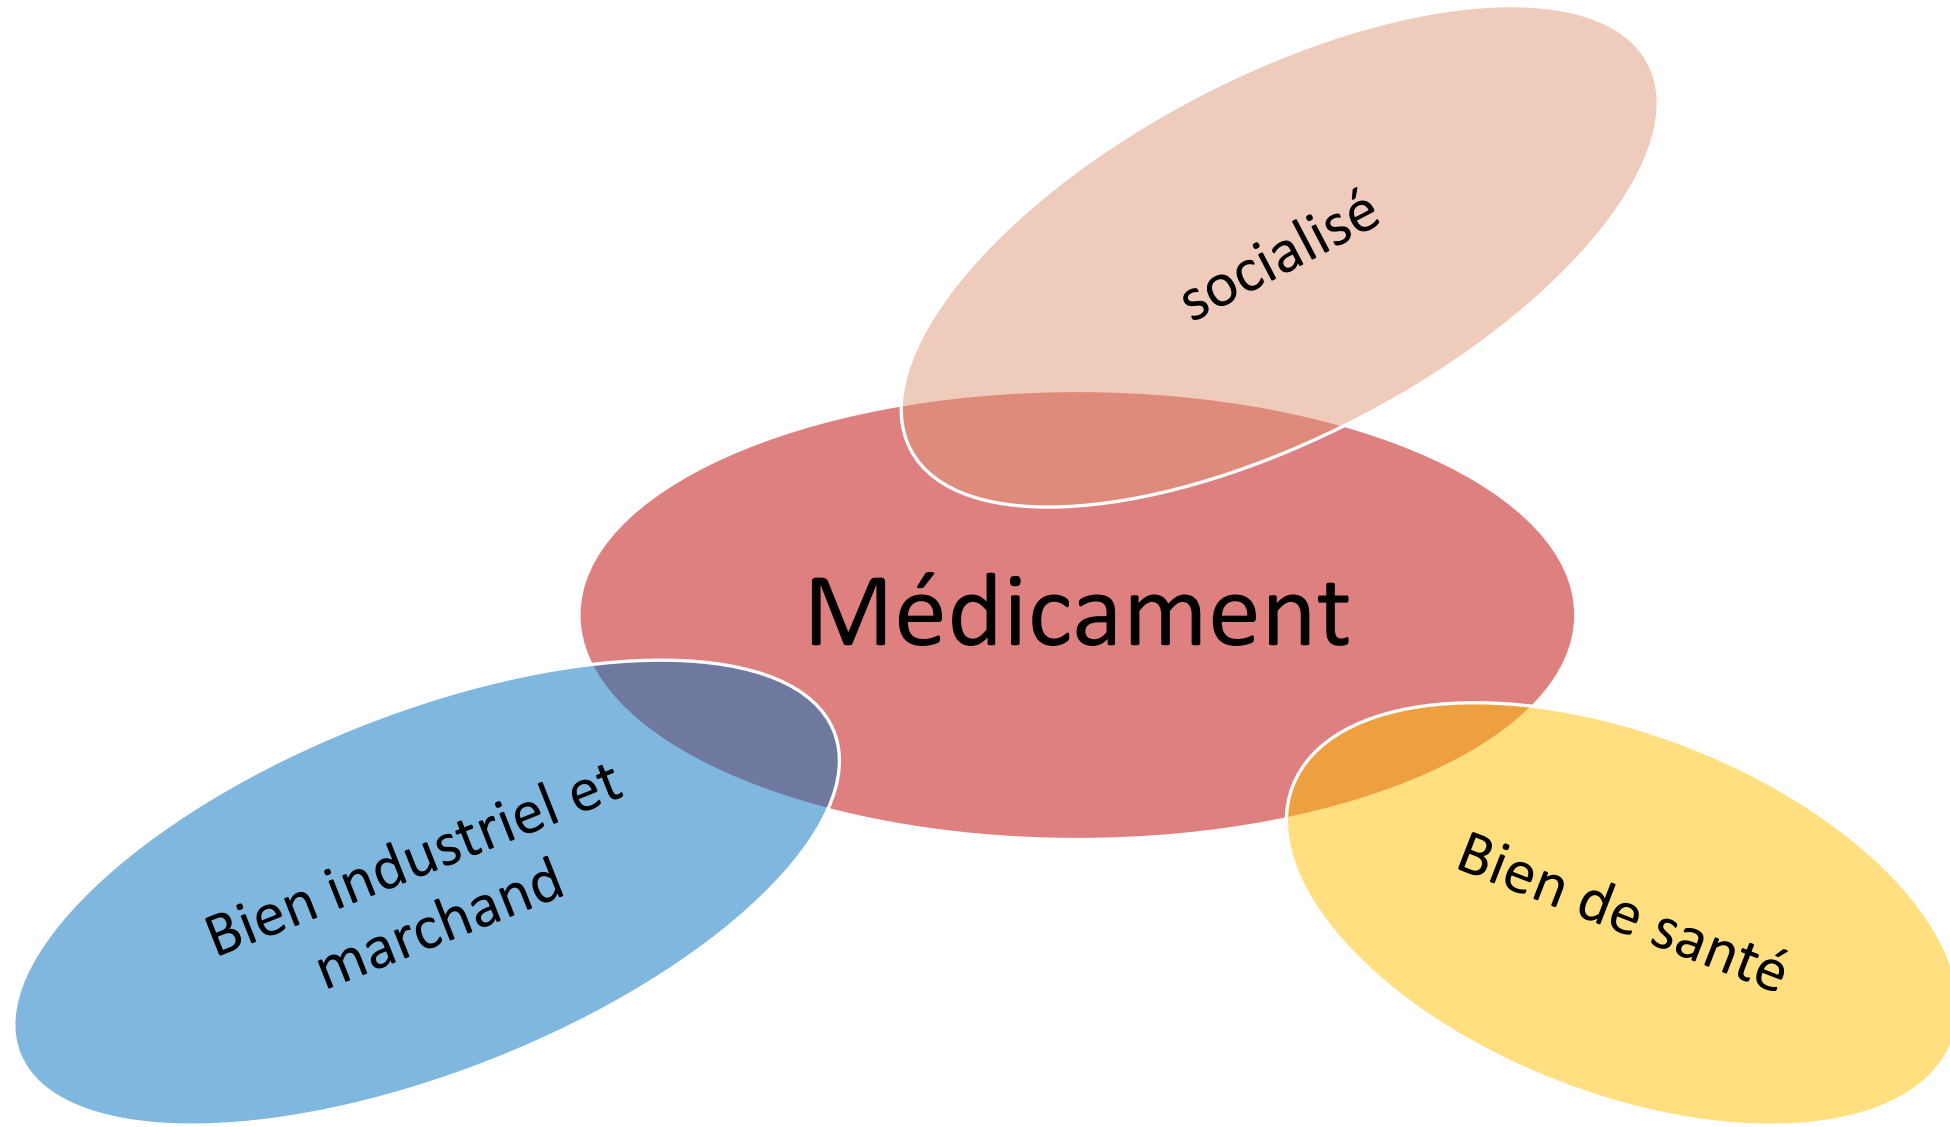 socialisé
Médicament
Bien industriel et
marchand
Bien de santé